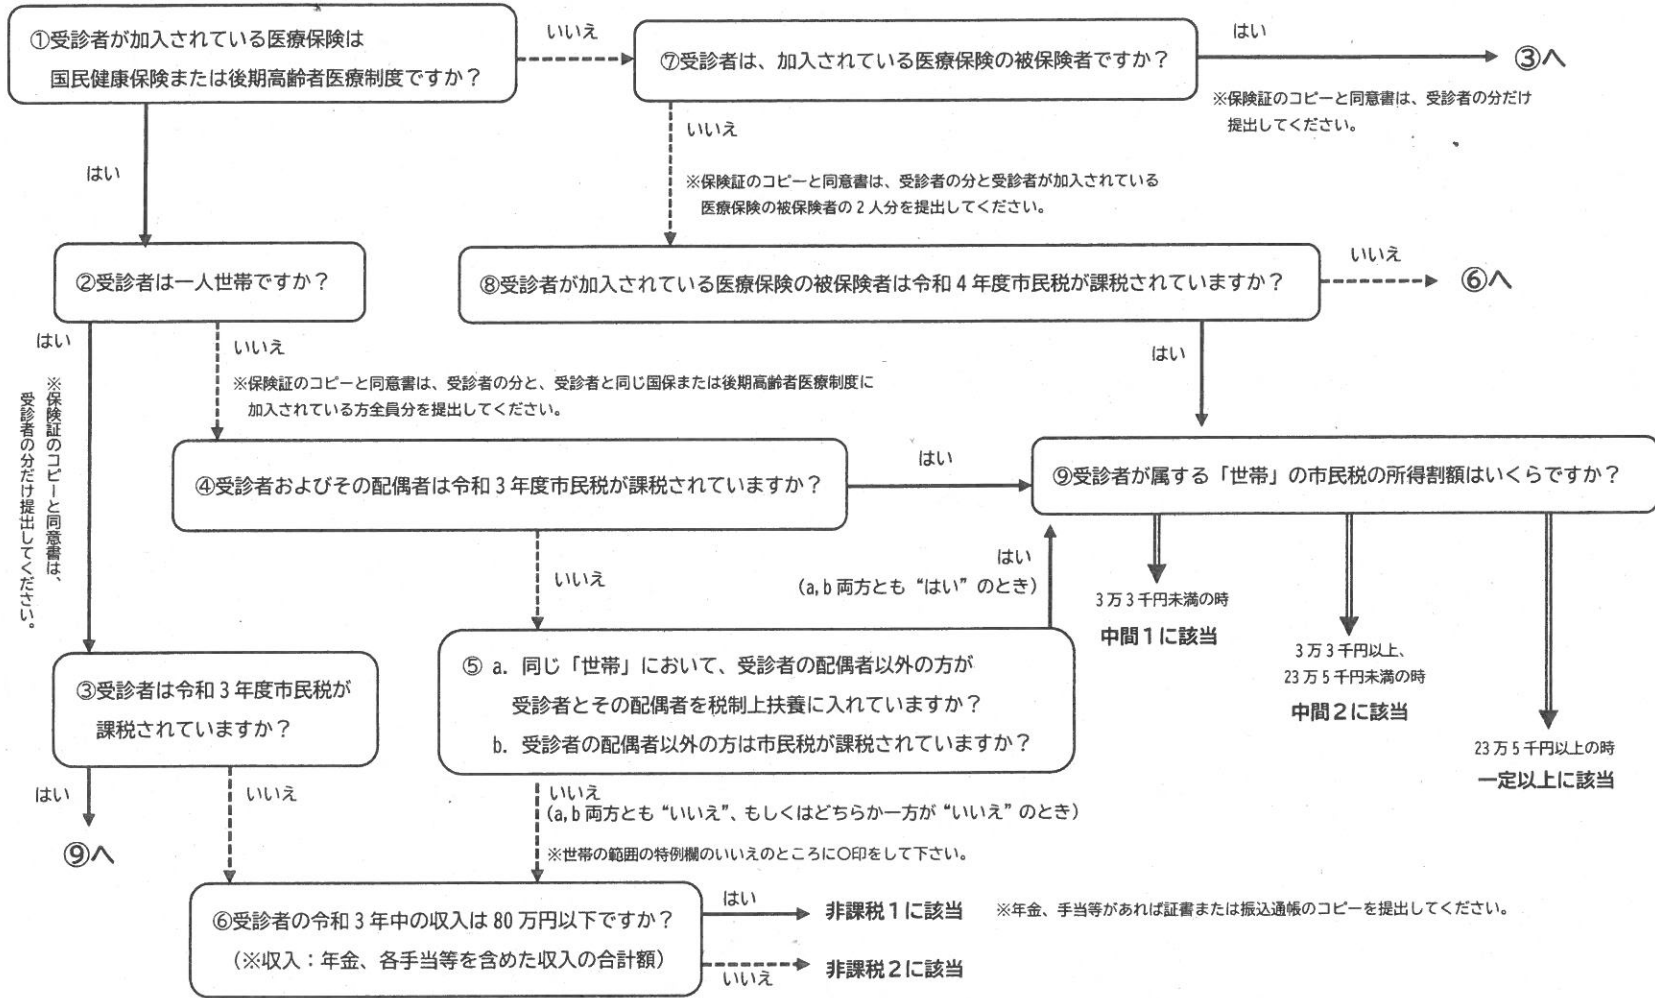 ①受診者が加入されている医療保険は
国民健康保険または後期高齢者医療制度ですか？
いいえ
⑦受診者は、加入されている医療保険の被保険者ですか？
はい
③へ
※保険証のコピーと同意書は、受診者の分だけ
提出してください。
はい
いいえ
※保険証のコピーと同意書は、受診者の分と受診者が加入されている
医療保険の被保険者の2人分を提出してください。
②受診者は一人世帯ですか？
⑧受診者が加入されている医療保険の被保険者は令和4年度市民税が課税されていますか？
いいえ
⑥へ
はい
※保険証のコピーと同意書は、
受診者の分だけ提出してください。
いいえ
※保険証のコピーと同意書は、受診者の分と、受診者と同じ国保または後期高齢者医療制度に
加入されている方全員分を提出してください。
はい
④受診者およびその配偶者は令和3年度市民税が課税されていますか？
はい
⑨受診者が属する「世帯」の市民税の所得割額はいくらですか？
いいえ
はい
(a,b 両方とも “はい” のとき)
3万3千円未満の時
中間1に該当
3万3千円以上、
23万5千円未満の時
中間2に該当
23万5千円以上の時
一定以上に該当
③受診者は令和3年度市民税が
課税されていますか？
⑤ a. 同じ「世帯」において、受診者の配偶者以外の方が
受診者とその配偶者を税制上扶養に入れていますか？
b. 受診者の配偶者以外の方は市民税が課税されていますか？
はい
⑨へ
いいえ
いいえ
(a,b 両方とも “いいえ”、もしくはどちらか一方が “いいえ” のとき)
※世帯の範囲の特例欄のいいえのところに〇印をして下さい。
⑥受診者の令和3年中の収入は80万円以下ですか？
(※収入：年金、各手当等を含めた収入の合計額)
はい
非課税1に該当
※年金、手当等があれば証書または振込通帳のコピーを提出してください。
いいえ
非課税2に該当